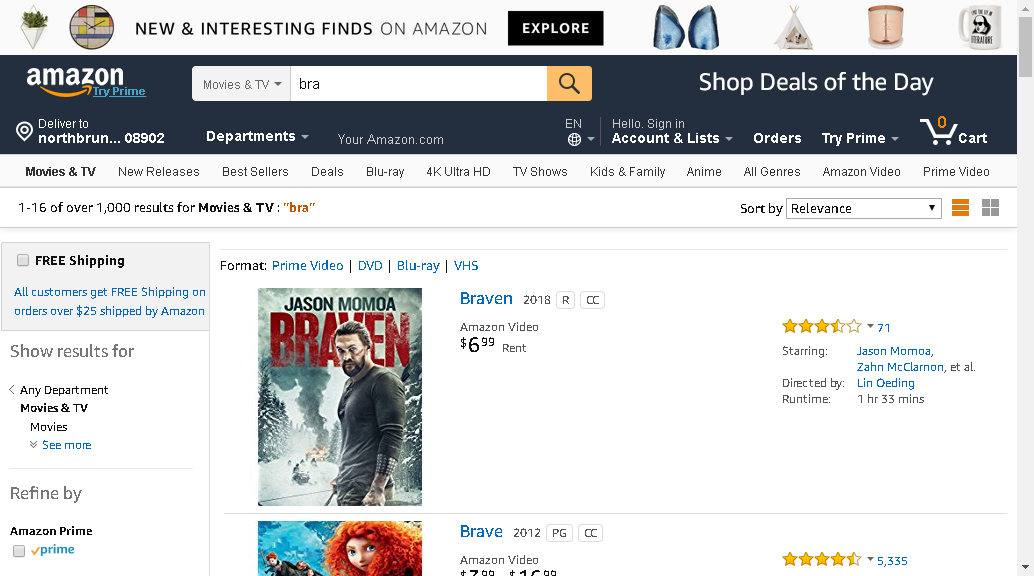 NEW & INTERESTING FINDS ON AMAZON
EXPLORE
amazon
Try Prime
Movies & TV
bra
Shop Deals of the Day
Deliver to
northbrun... 08902
Departments
Your Amazon.com
EN
Hello. Sign in
Account & Lists
Orders
Try Prime
0
Cart
Movies & TV New Releases Best Sellers Deals Blu-ray 4K Ultra HD TV Shows Kids & Family Anime All Genres Amazon Video Prime Video
1-16 of over 1,000 results for Movies & TV : "bra"
Sort by Relevance
FREE Shipping
All customers get FREE Shipping on
orders over $25 shipped by Amazon
Show results for
Any Department
Movies & TV
Movies
See more
Refine by
Amazon Prime
prime
Format: Prime Video | DVD | Blu-ray | VHS
JASON MOMOA
BRAVEN
Braven 2018 R CC
Amazon Video
$6.99 Rent
71
Starring: Jason Momoa,
Zahn McClarnon, et al.
Directed by: Lin Oeding
Runtime: 1 hr 33 mins
Brave 2012 PG CC
Amazon Video
5,335